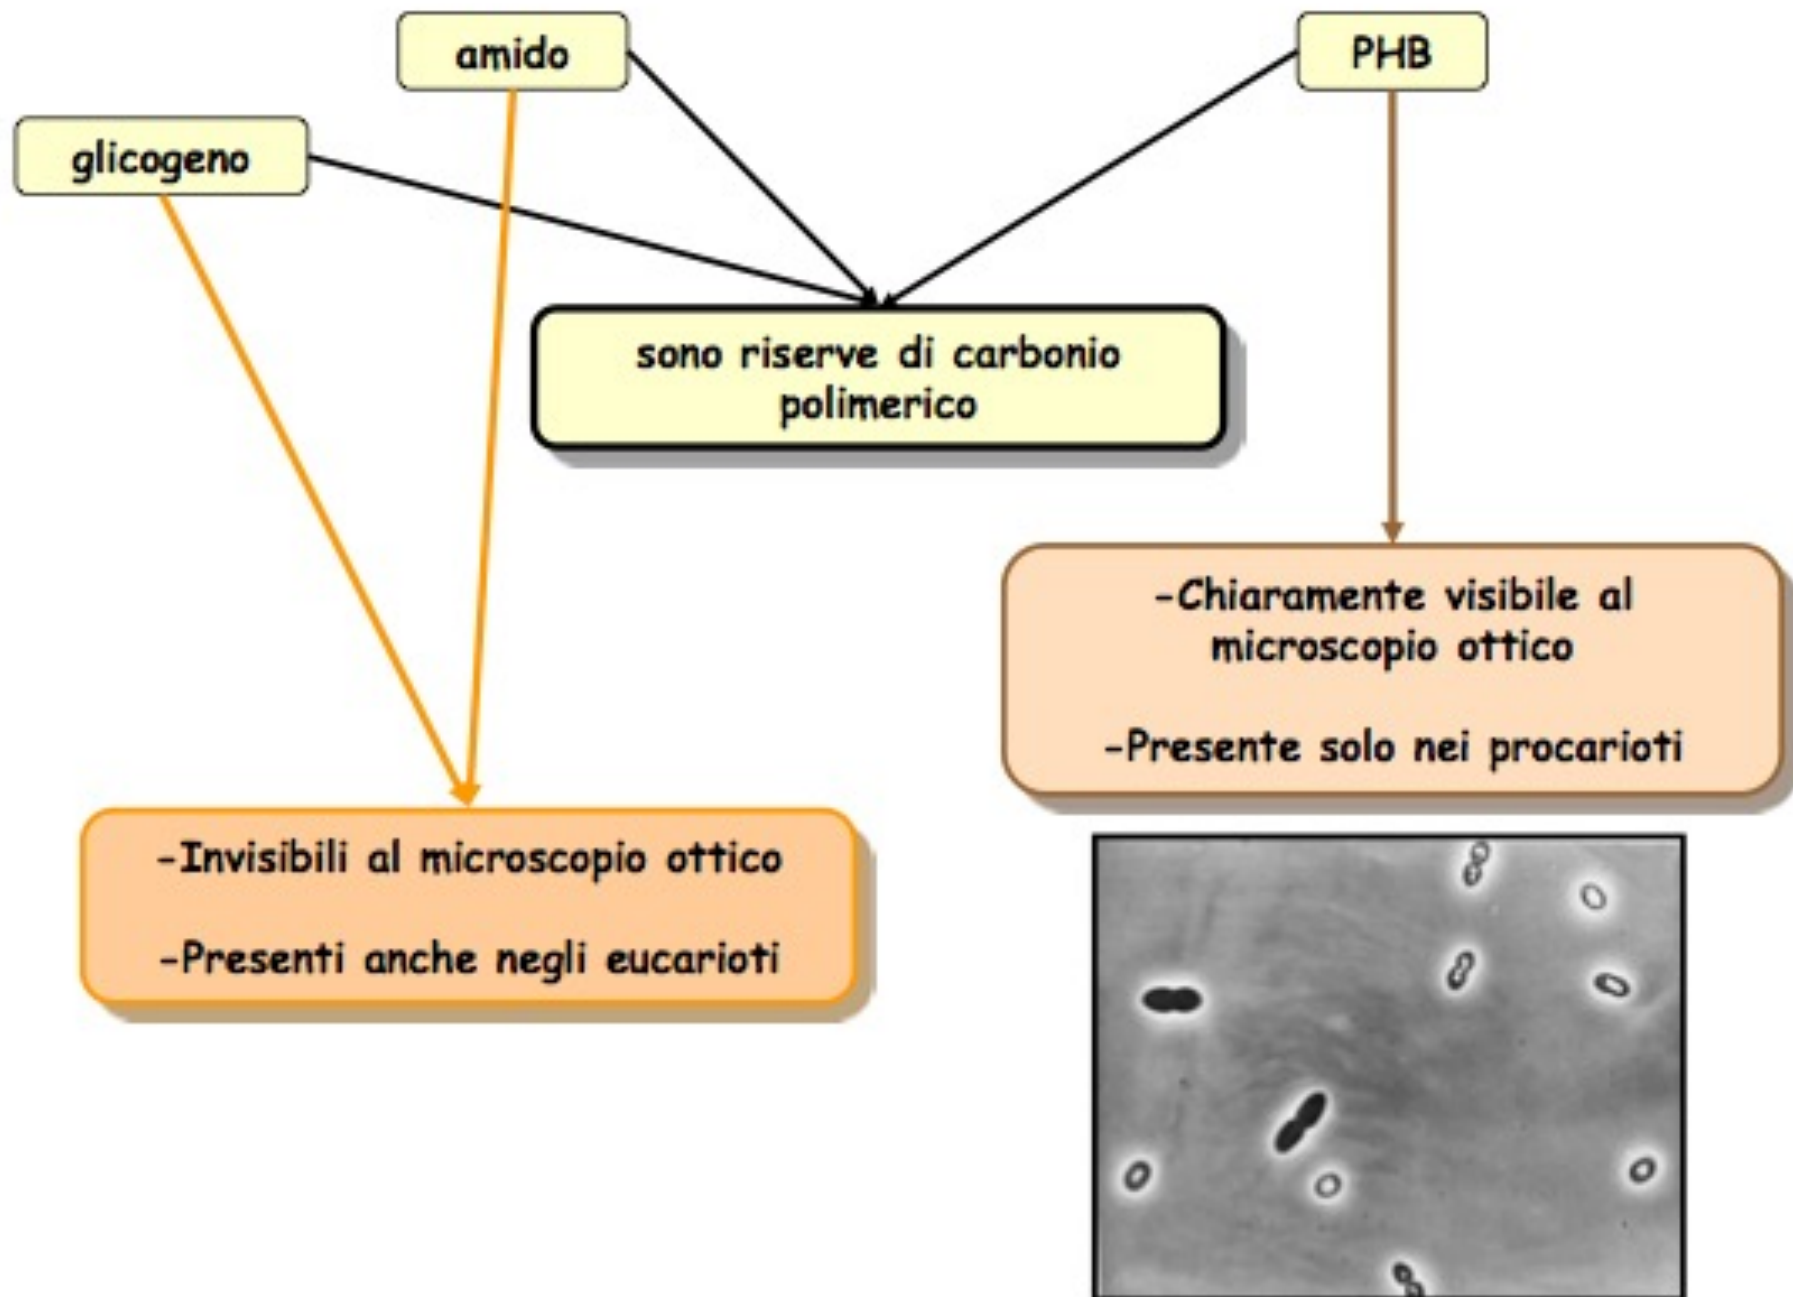 amido
PHB
glicogeno
sono riserve di carbonio
polimerico
-Chiaramente visibile al
microscopio ottico
-Presente solo nei procarioti
-Invisibili al microscopio ottico
-Presenti anche negli eucarioti